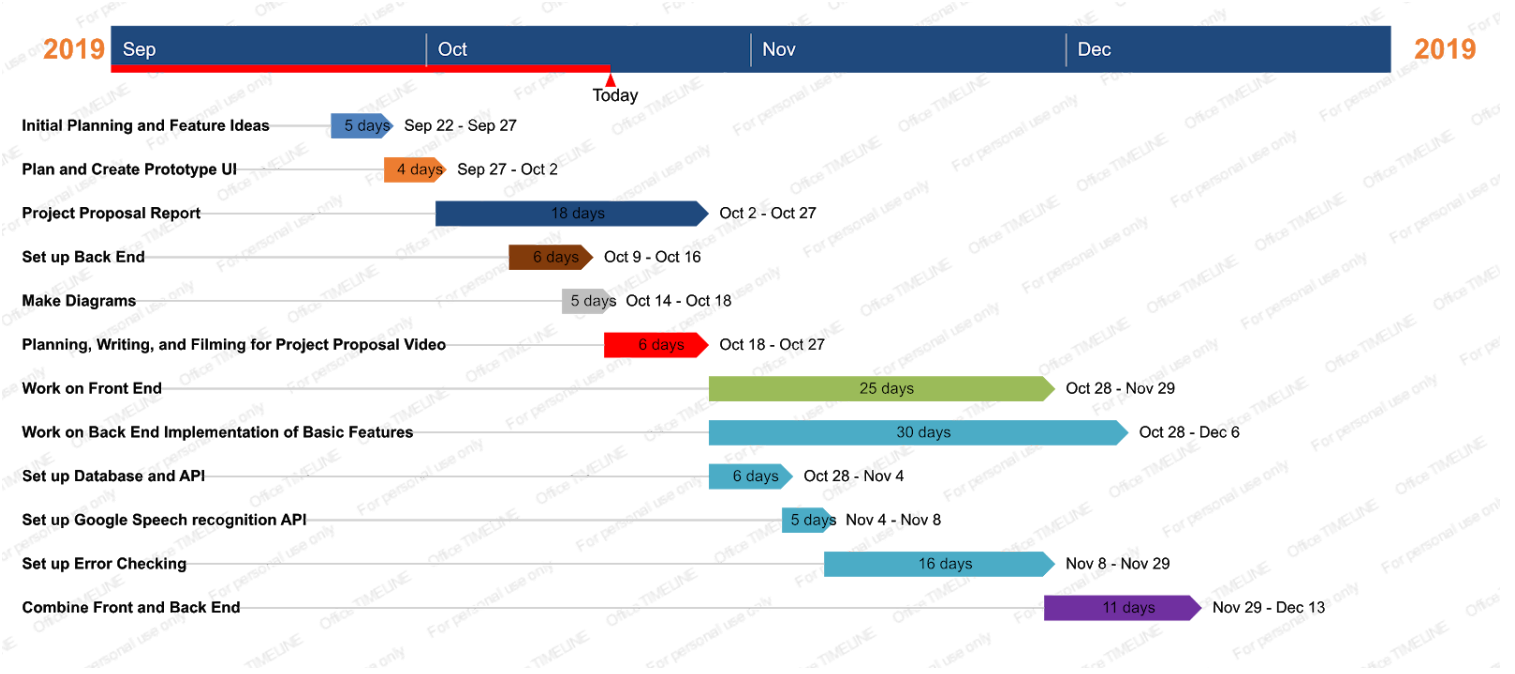 2019 Sep Oct Nov Dec 2019
Today
Initial Planning and Feature Ideas 5 days Sep 22 - Sep 27
Plan and Create Prototype UI 4 days Sep 27 - Oct 2
Project Proposal Report 18 days Oct 2 - Oct 27
Set up Back End 6 days Oct 9 - Oct 16
Make Diagrams 5 days Oct 14 - Oct 18
Planning, Writing, and Filming for Project Proposal Video 6 days Oct 18 - Oct 27
Work on Front End 25 days Oct 28 - Nov 29
Work on Back End Implementation of Basic Features 30 days Oct 28 - Dec 6
Set up Database and API 6 days Oct 28 - Nov 4
Set up Google Speech recognition API 5 days Nov 4 - Nov 8
Set up Error Checking 16 days Nov 8 - Nov 29
Combine Front and Back End 11 days Nov 29 - Dec 13
Office TIMELINE
For personal use only